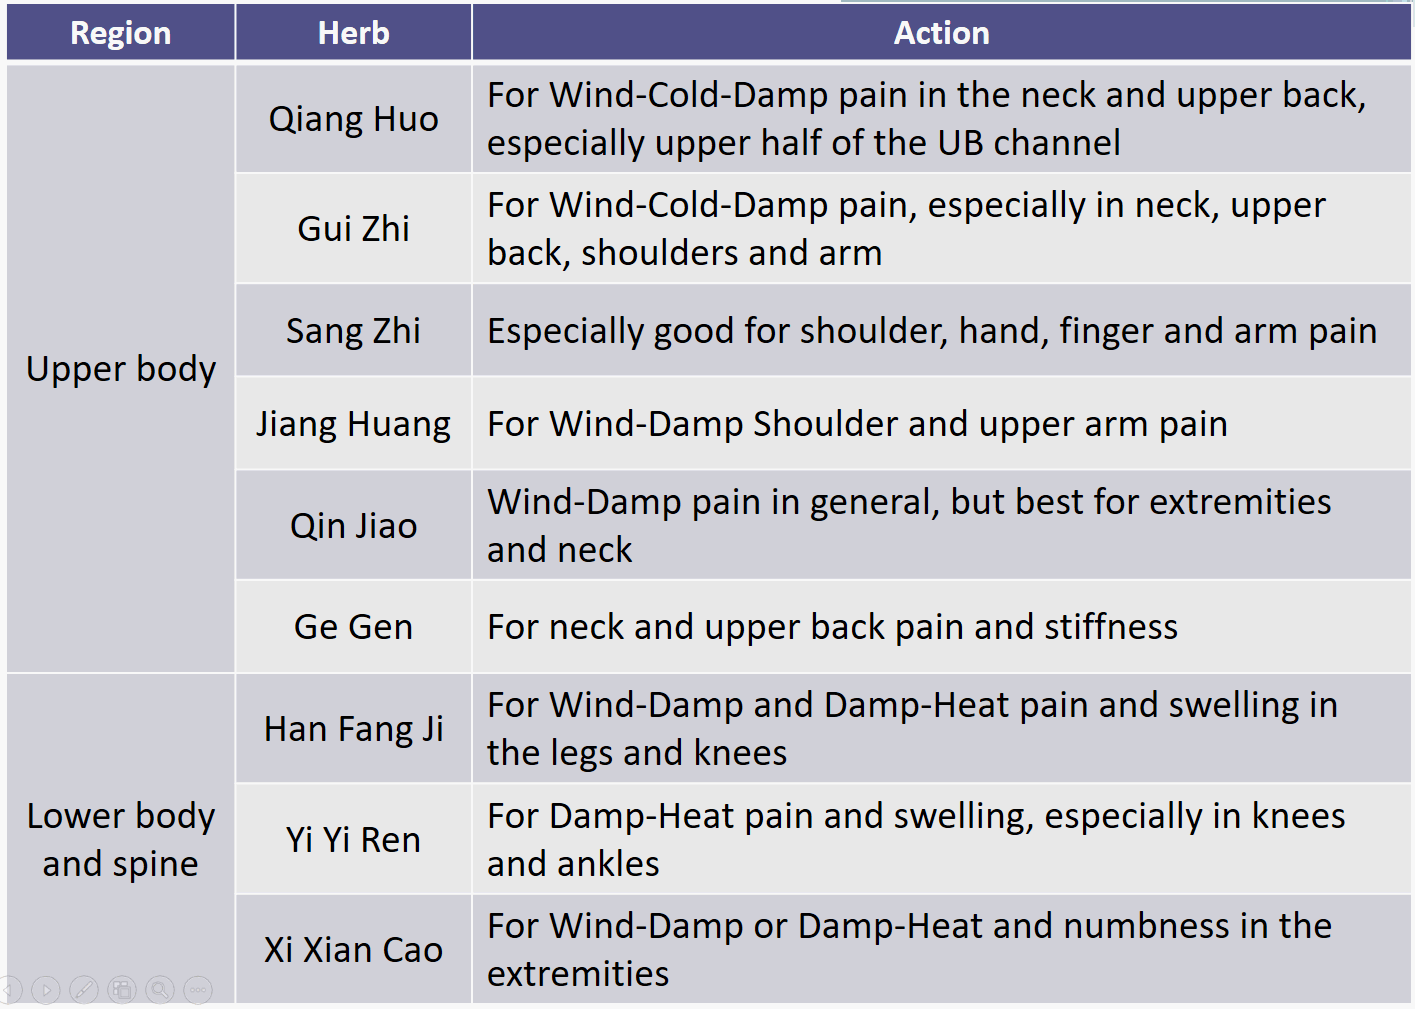 Region Herb Action
Upper body
Qiang Huo
For Wind-Cold-Damp pain in the neck and upper back,
especially upper half of the UB channel
Gui Zhi
For Wind-Cold-Damp pain, especially in neck, upper
back, shoulders and arm
Sang Zhi
Especially good for shoulder, hand, finger and arm pain
Jiang Huang
For Wind-Damp Shoulder and upper arm pain
Qin Jiao
Wind-Damp pain in general, but best for extremities
and neck
Ge Gen
For neck and upper back pain and stiffness
Lower body
and spine
Han Fang Ji
For Wind-Damp and Damp-Heat pain and swelling in
the legs and knees
Yi Yi Ren
For Damp-Heat pain and swelling, especially in knees
and ankles
Xi Xian Cao
For Wind-Damp or Damp-Heat and numbness in the
extremities